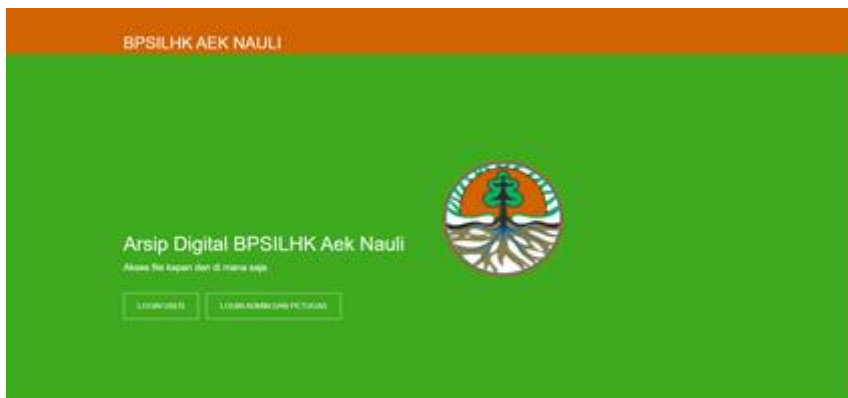 BPSILHK AEK NAULI
Arsip Digital BPSILHK Aek Nauli
Akses file kapan dan di mana saja.
LOGIN USER
LOGIN ADMIN DAN PETUGAS